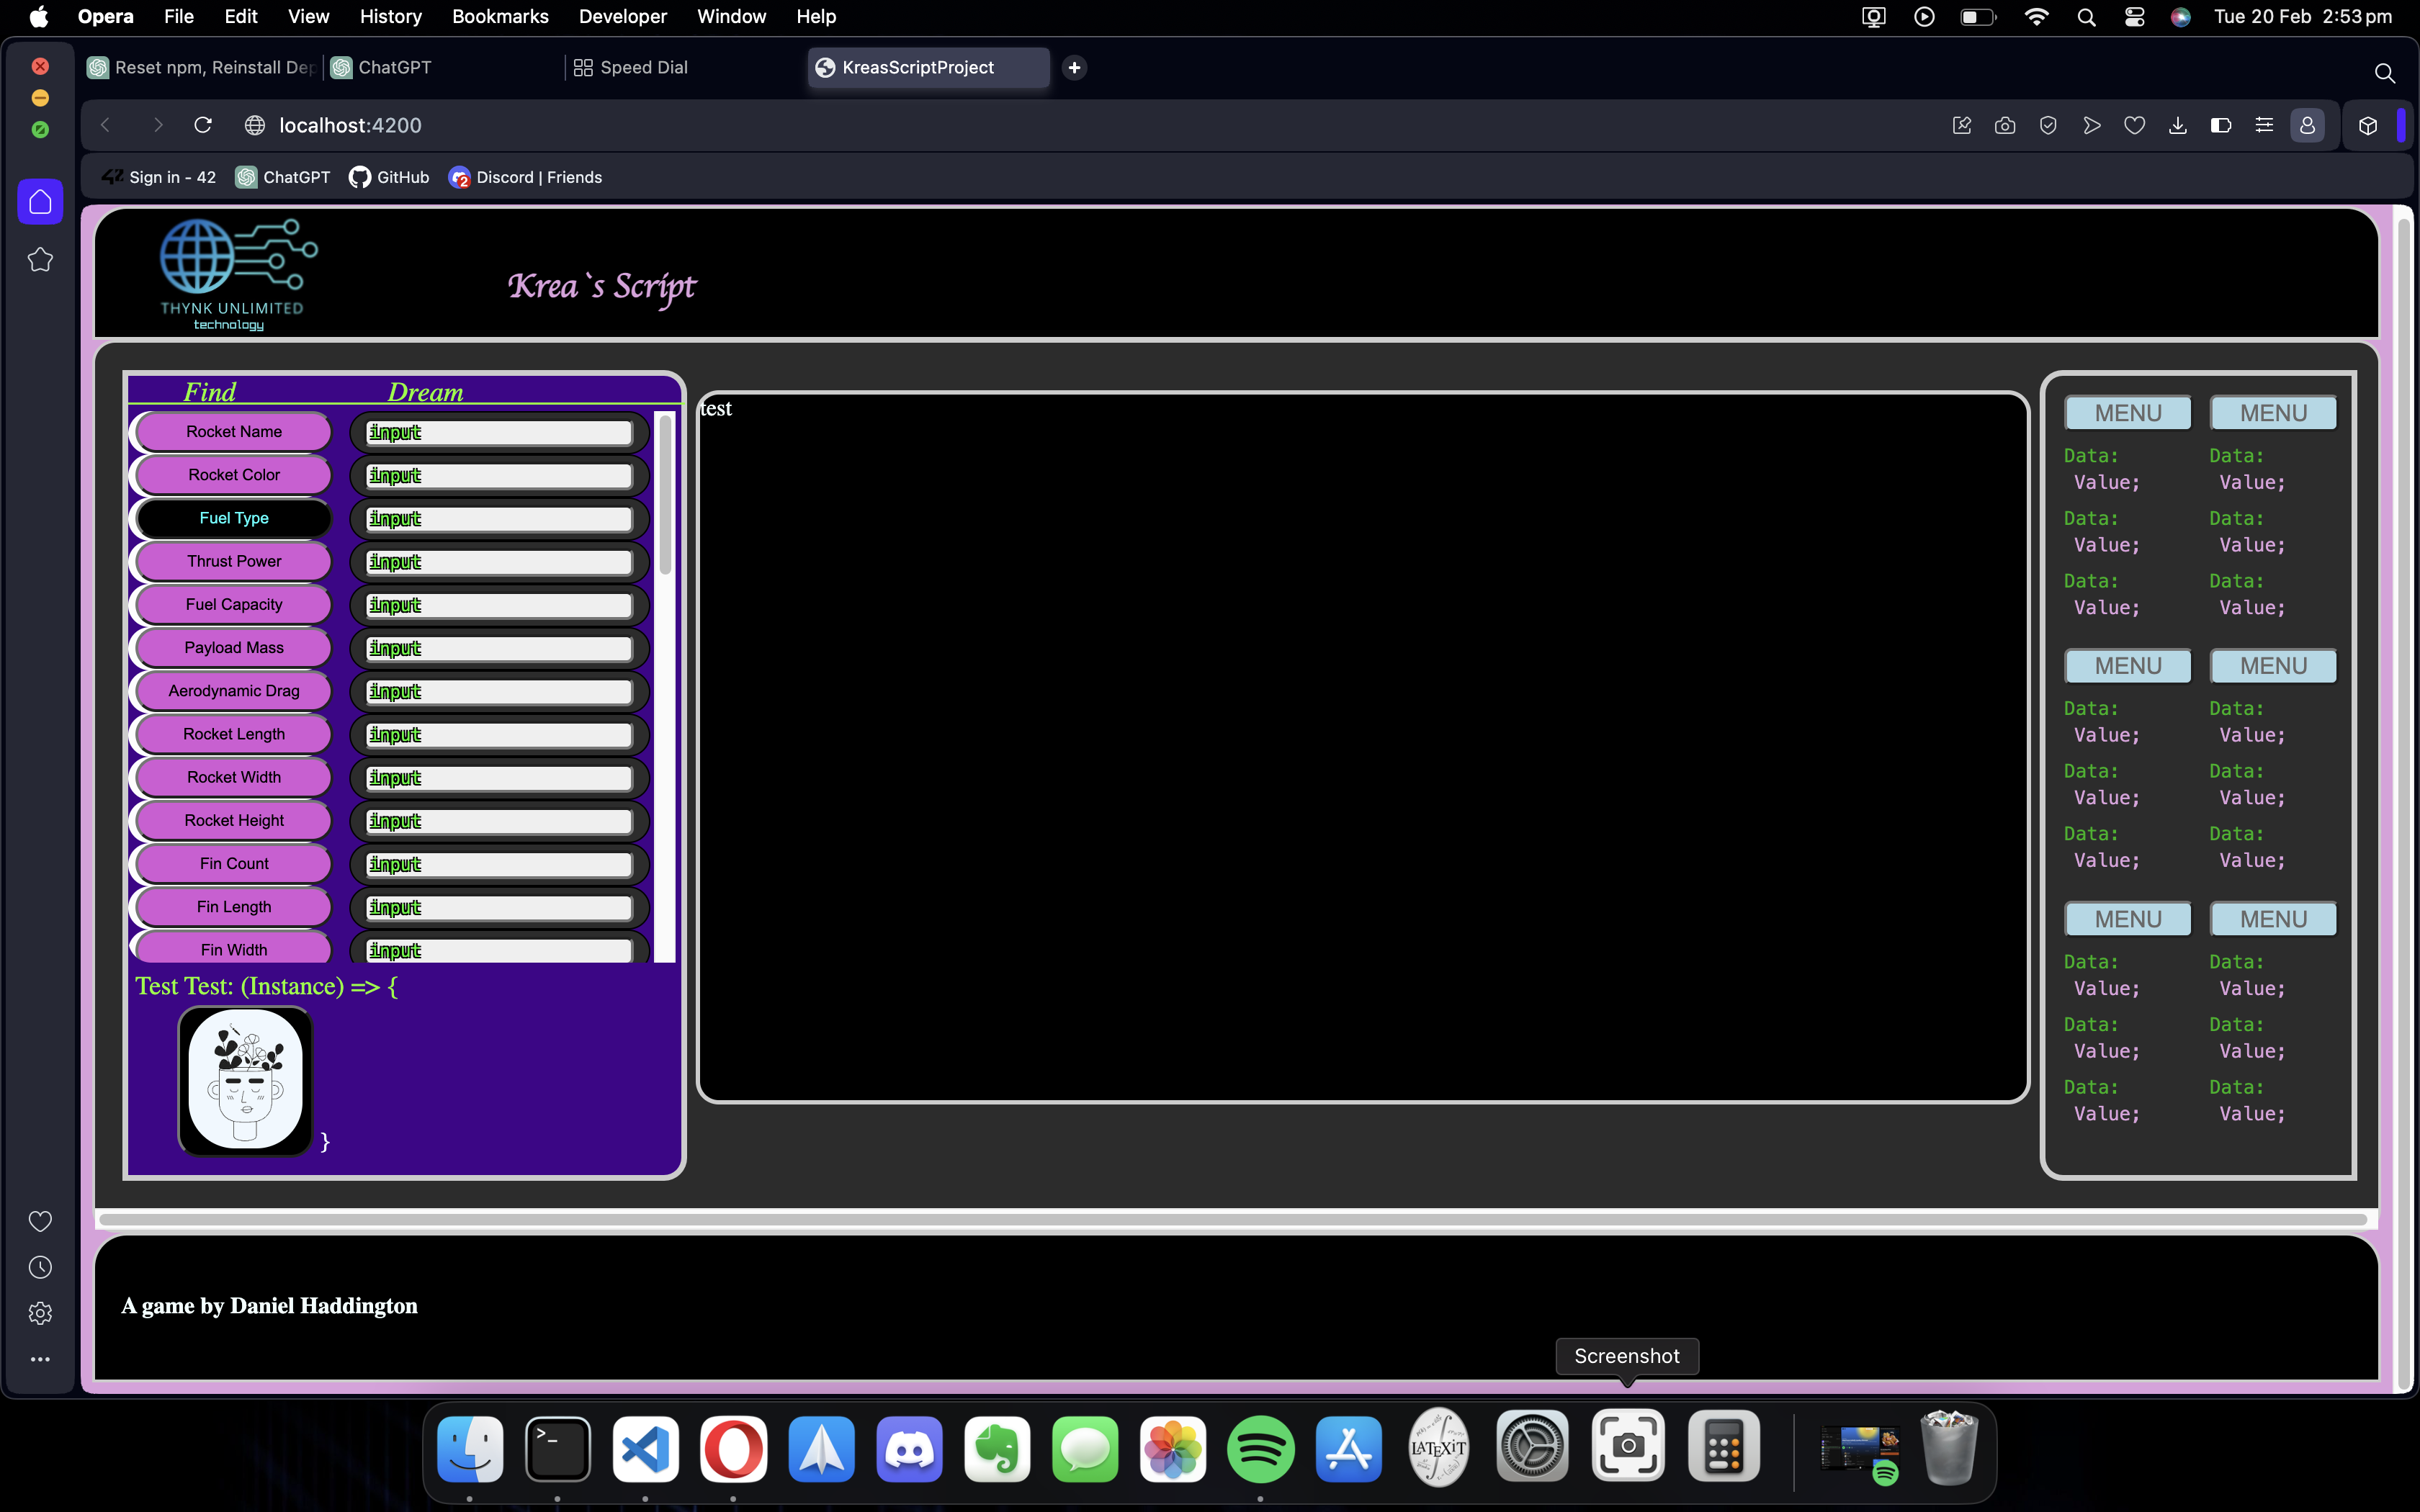 Opera File Edit View History Bookmarks Developer Window Help Tue 20 Feb 2:53 pm
Reset npm, Reinstall Dep ChatGPT Speed Dial KreasScriptProject
localhost:4200
42 Sign in - 42 ChatGPT GitHub 2 Discord | Friends
THYNK UNLIMITED
technology
Krea`s Script
Find Dream
Rocket Name input
Rocket Color input
Fuel Type input
Thrust Power input
Fuel Capacity input
Payload Mass input
Aerodynamic Drag input
Rocket Length input
Rocket Width input
Rocket Height input
Fin Count input
Fin Length input
Fin Width input
Test Test: (Instance) => {
}
test
MENU MENU
Data: Data:
Value; Value;
Data: Data:
Value; Value;
Data: Data:
Value; Value;
MENU MENU
Data: Data:
Value; Value;
Data: Data:
Value; Value;
Data: Data:
Value; Value;
MENU MENU
Data: Data:
Value; Value;
Data: Data:
Value; Value;
Data: Data:
Value; Value;
A game by Daniel Haddington
Screenshot
>_
LATEXiT